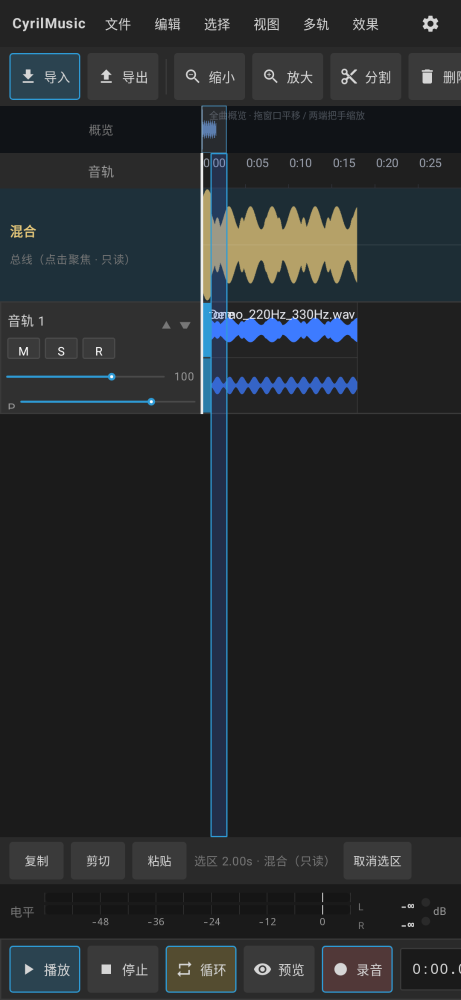 CyrilMusic 文件 编辑 选择 视图 多轨 效果
导入 导出 缩小 放大 分割
概览 全曲概览 · 拖窗口平移 / 两端把手缩放
音轨 0:00 0:05 0:10 0:15 0:20 0:25
混合
总线（点击聚焦 · 只读）
音轨 1 Demo_220Hz_330Hz.wav
M S R
100
复制 剪切 粘贴 选区 2.00s · 混合（只读） 取消选区
电平 -48 -36 -24 -12 0 L -∞ dB
R -∞
播放 停止 循环 预览 录音 0:00.0